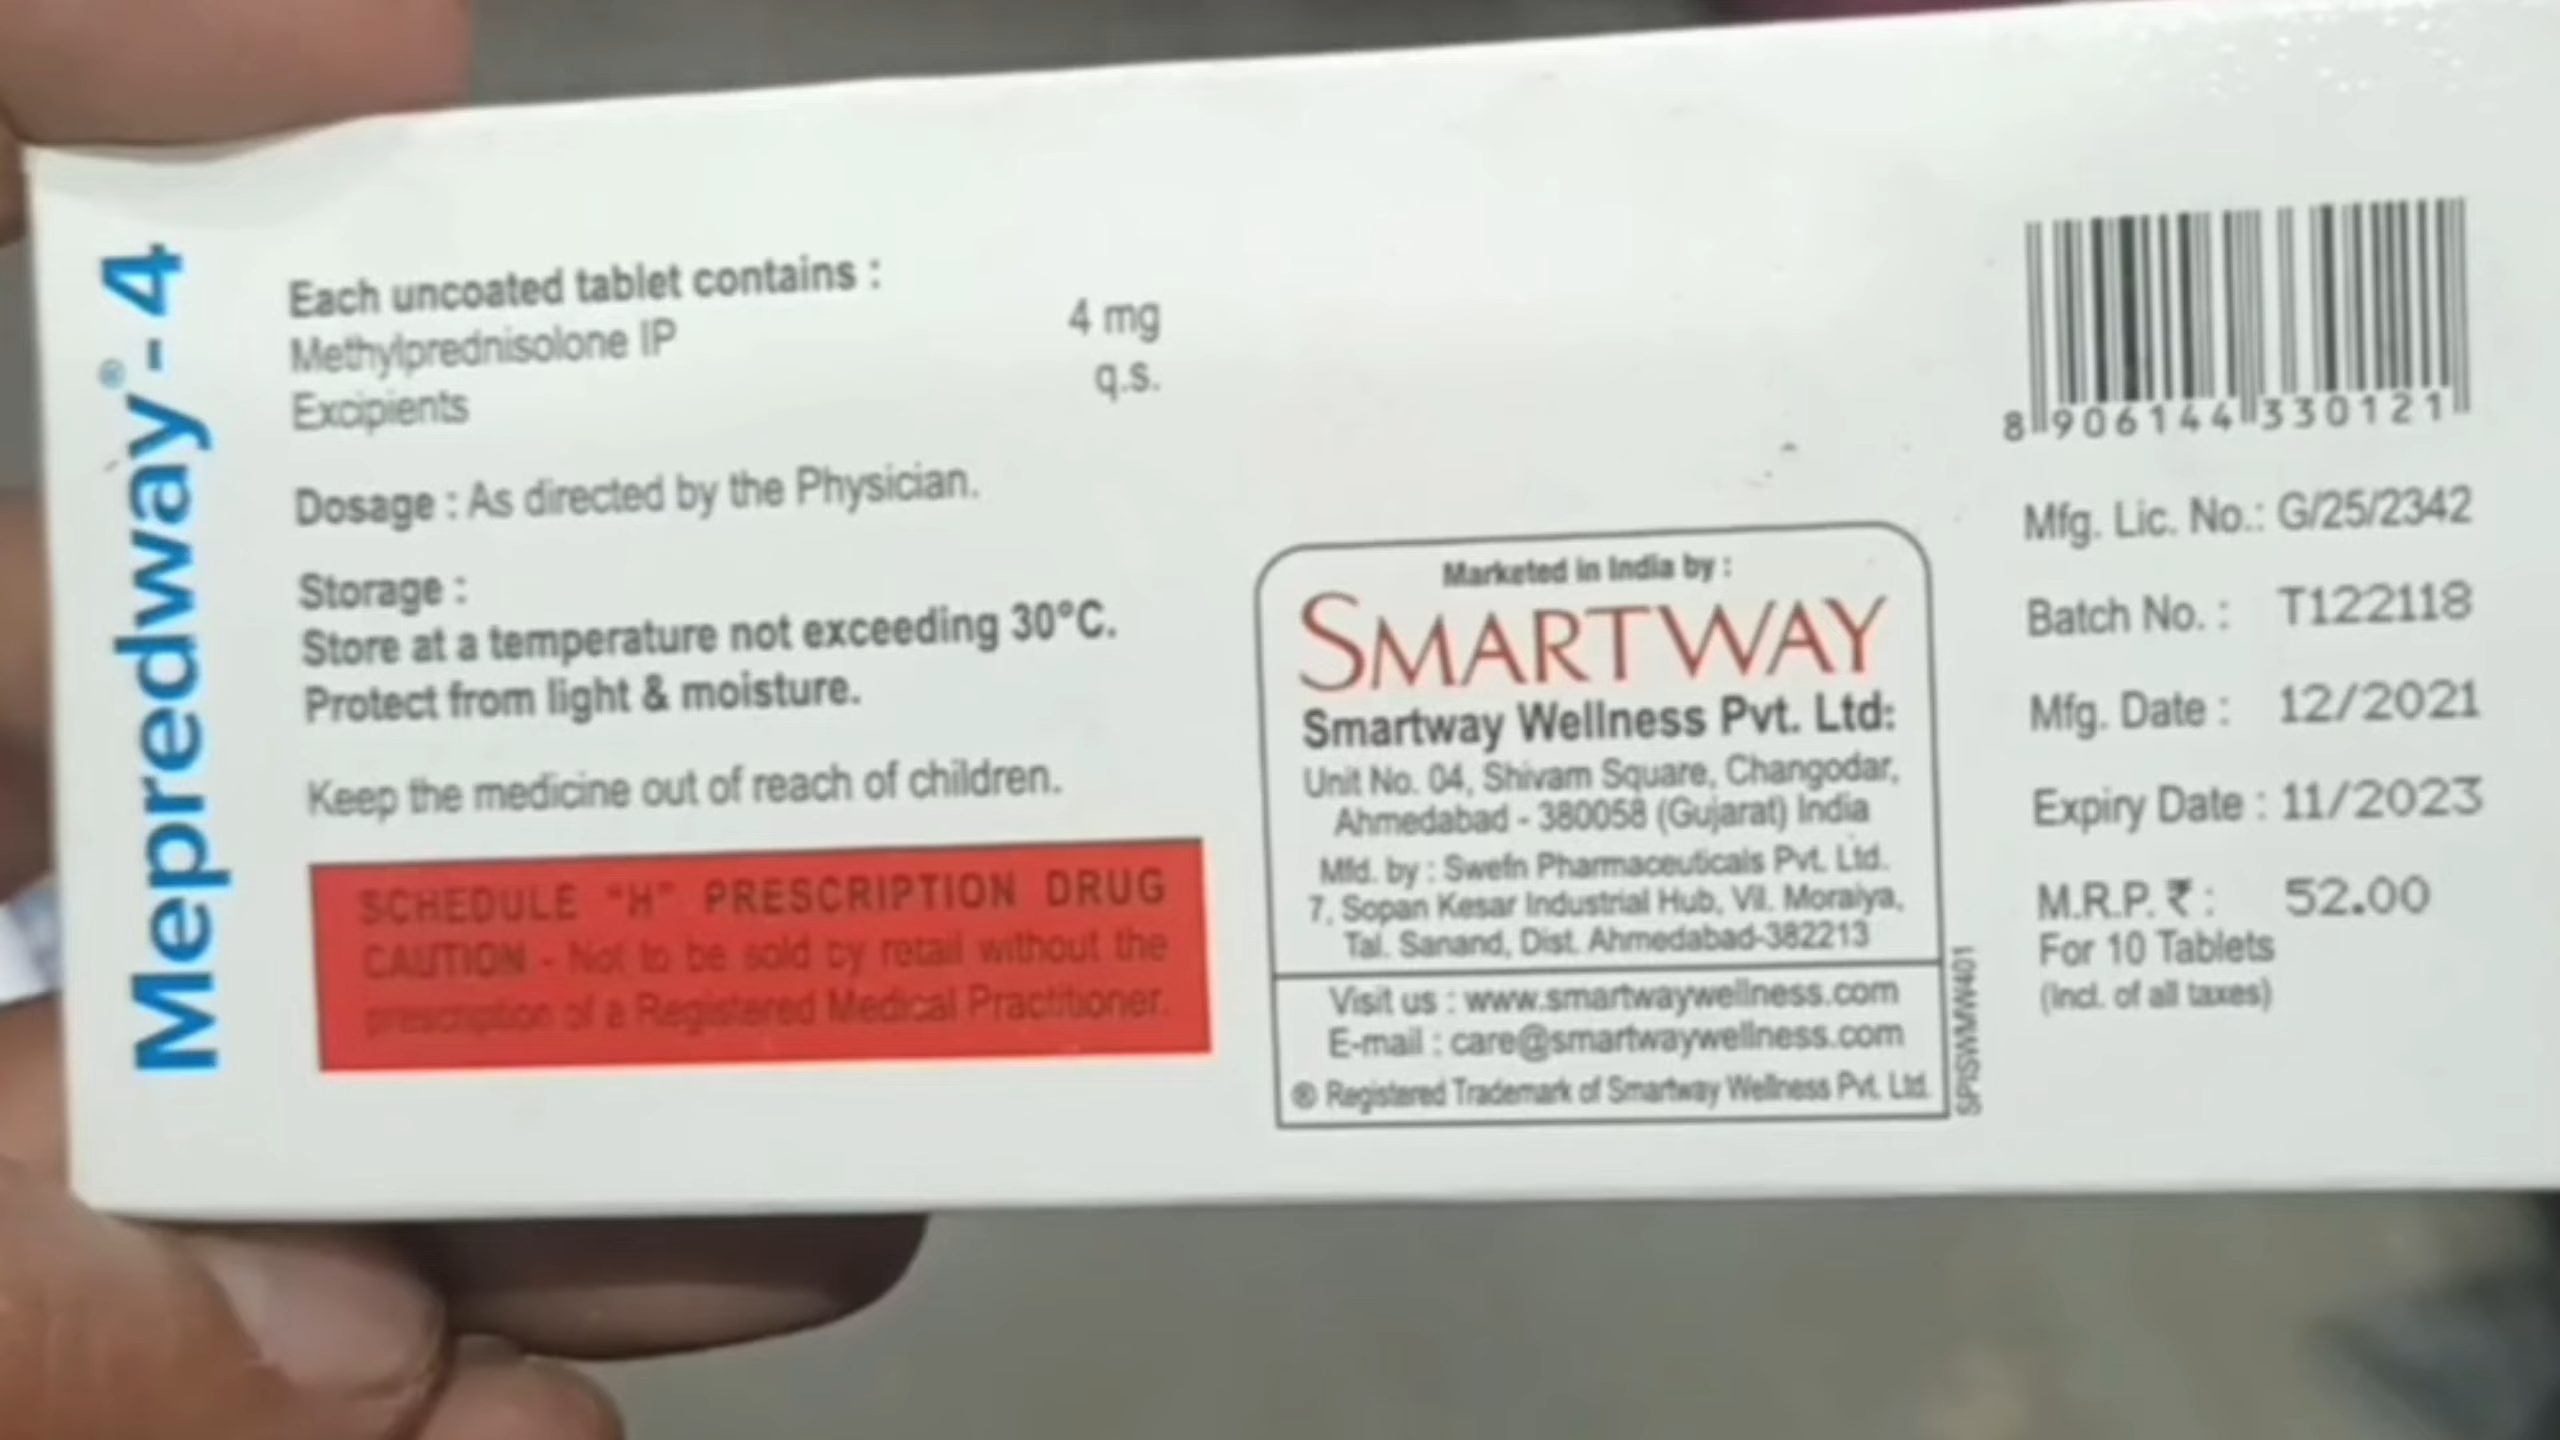 Mepredway®-4
Each uncoated tablet contains :
Methylprednisolone IP 4 mg
Excipients q.s.
Dosage : As directed by the Physician.
Storage :
Store at a temperature not exceeding 30°C.
Protect from light & moisture.
Keep the medicine out of reach of children.
SCHEDULE "H" PRESCRIPTION DRUG
CAUTION - Not to be sold by retail without the
prescription of a Registered Medical Practitioner.
Marketed in India by :
SMARTWAY
Smartway Wellness Pvt. Ltd:
Unit No. 04, Shivam Square, Changodar,
Ahmedabad - 380058 (Gujarat) India
Mfd. by : Swefn Pharmaceuticals Pvt. Ltd.
7, Sopan Kesar Industrial Hub, Vil. Moraiya,
Tal. Sanand, Dist. Ahmedabad-382213
Visit us : www.smartwaywellness.com
E-mail : care@smartwaywellness.com
® Registered Trademark of Smartway Wellness Pvt. Ltd.
SPISWMW401
8 906144 330121
Mfg. Lic. No.: G/25/2342
Batch No. : T122118
Mfg. Date : 12/2021
Expiry Date : 11/2023
M.R.P. ₹ : 52.00
For 10 Tablets
(Incl. of all taxes)